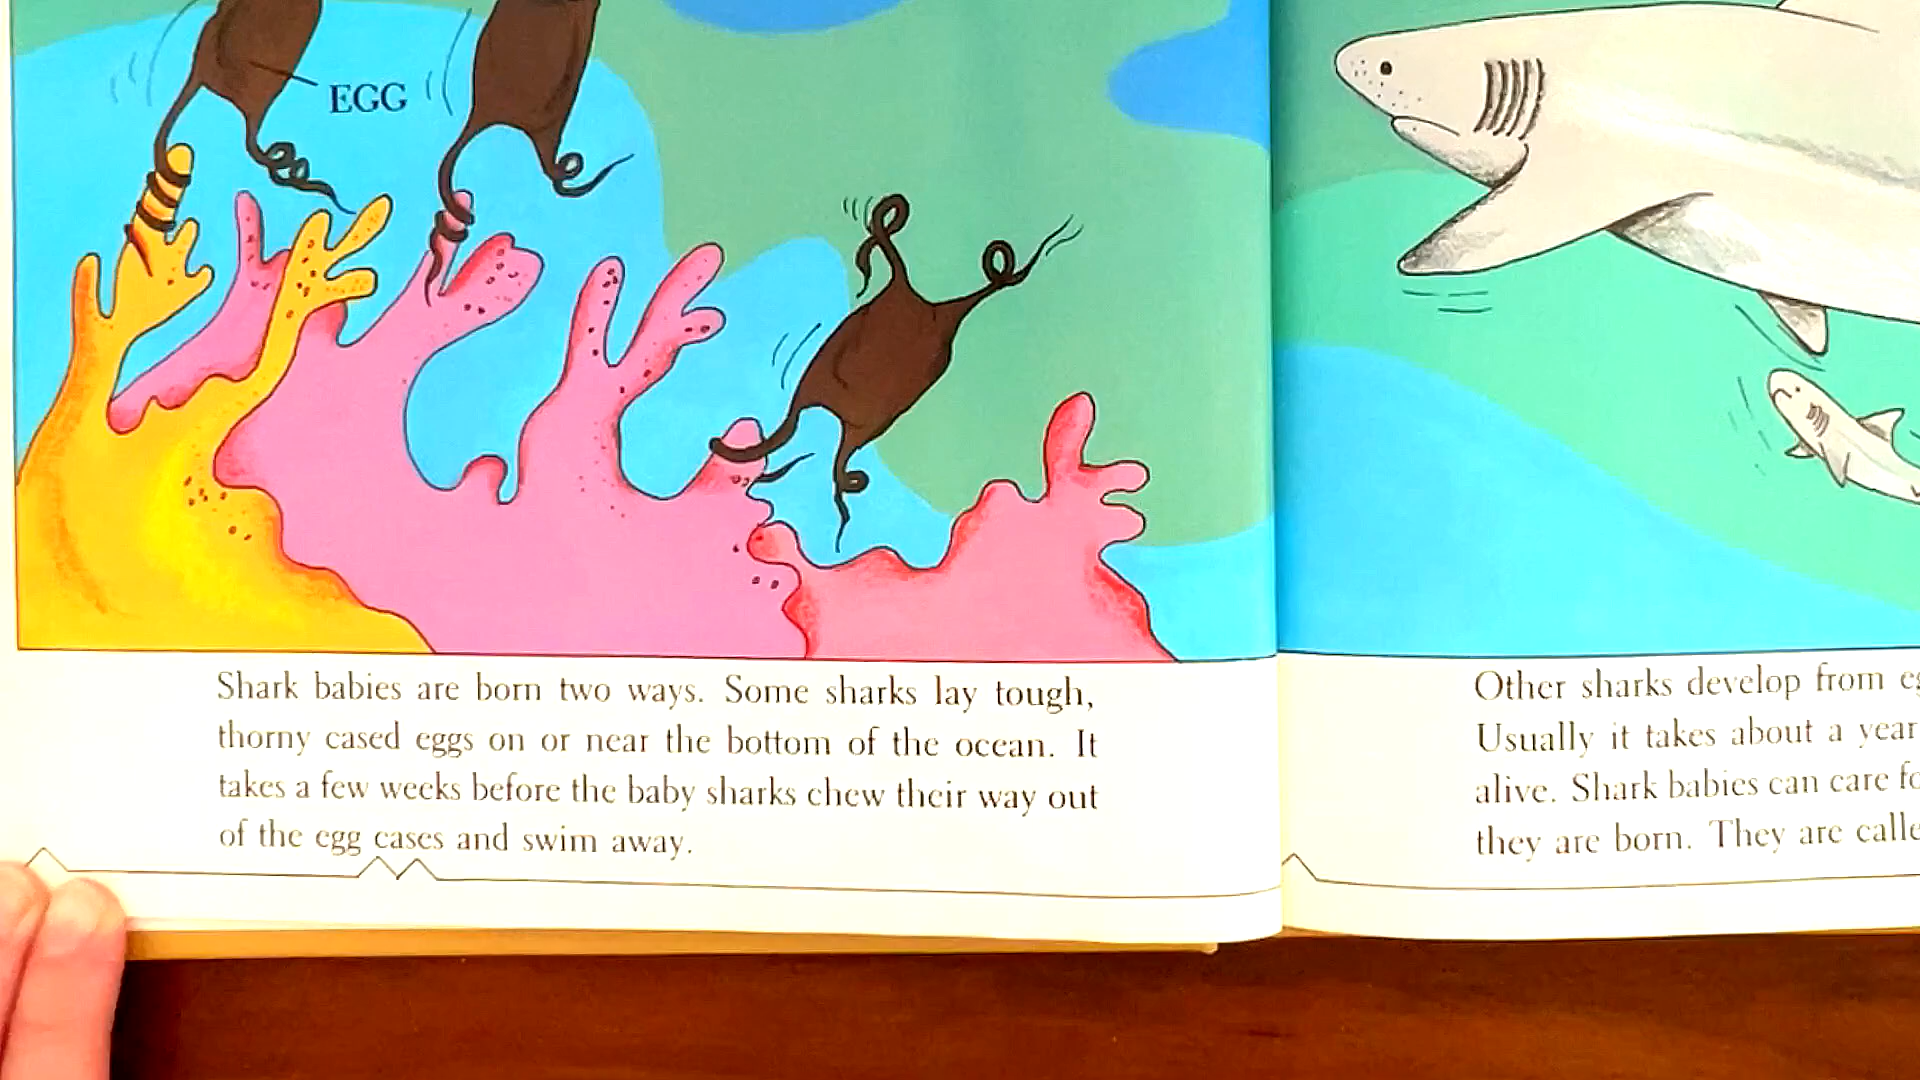 EGG
Shark babies are born two ways. Some sharks lay tough,
thorny cased eggs on or near the bottom of the ocean. It
takes a few weeks before the baby sharks chew their way out
of the egg cases and swim away.
Other sharks develop from
Usually it takes about a year
alive. Shark babies can care
they are born. They are